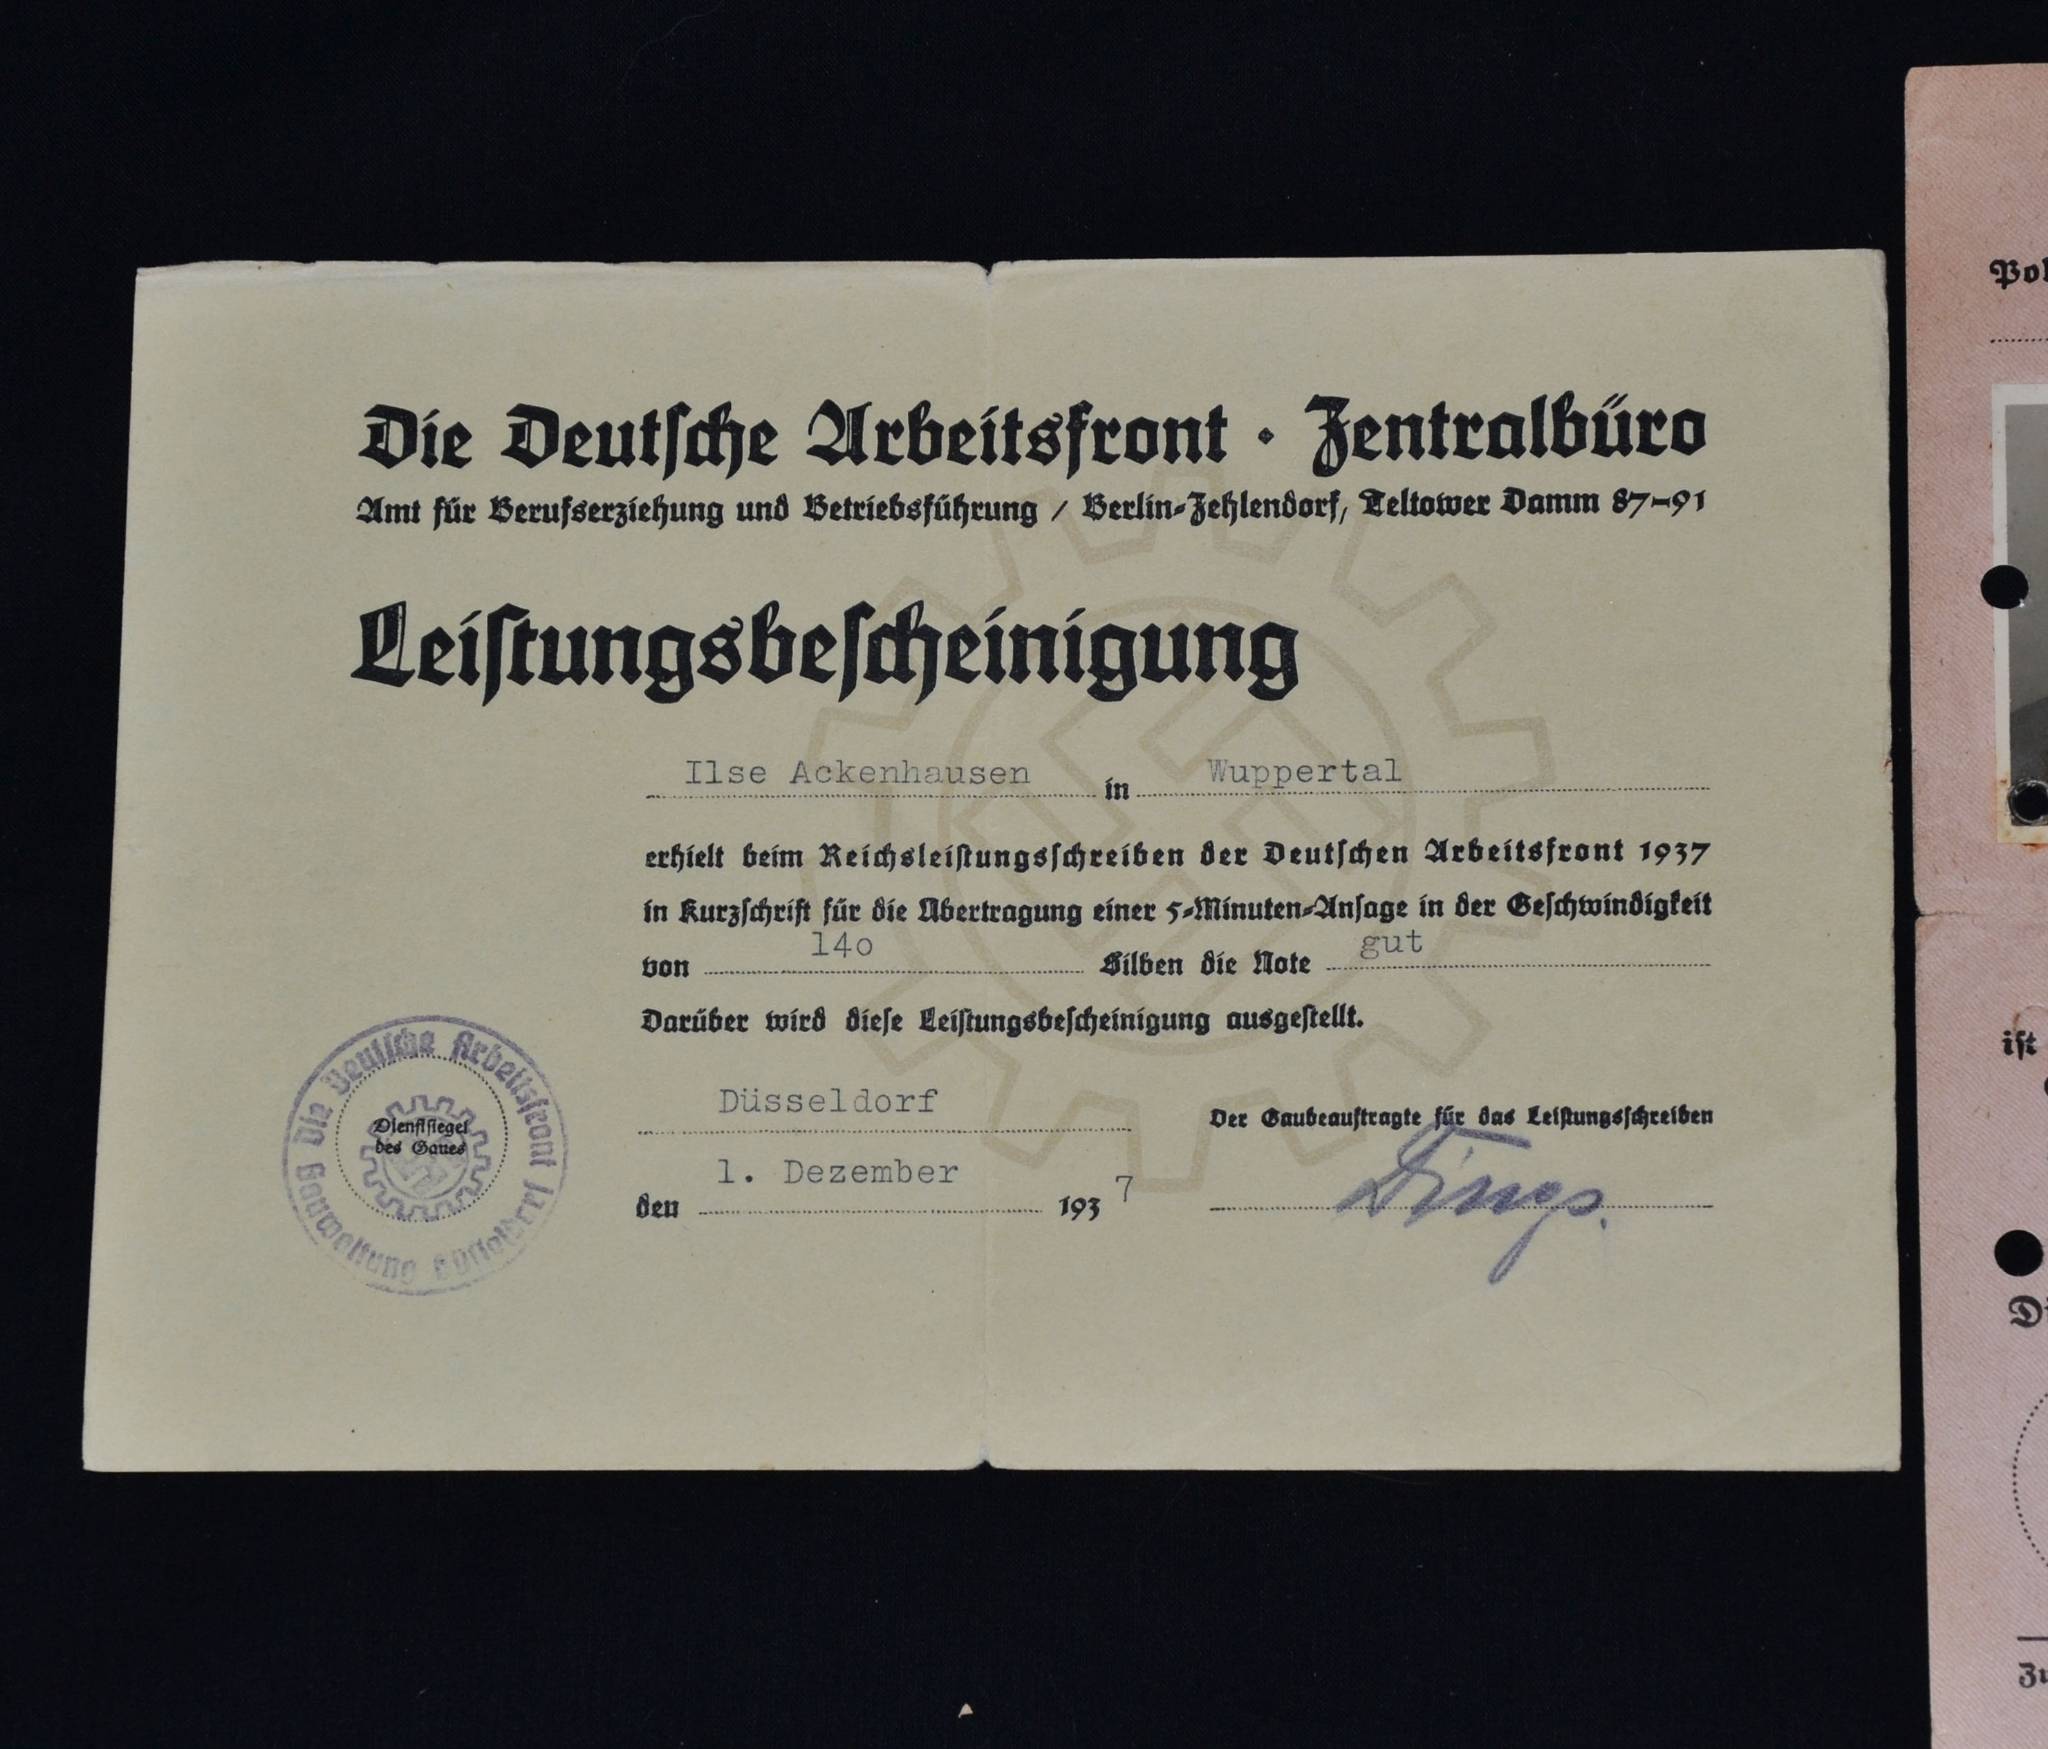 Die Deutſche Arbeitsfront · Zentralbüro
Amt für Berufserziehung und Betriebsführung / Berlin-Zehlendorf, Teltower Damm 87–91
Leiſtungsbeſcheinigung
Ilse Ackenhausen in Wuppertal
erhielt beim Reichsleiſtungsſchreiben der Deutſchen Arbeitsfront 1937
in Kurzſchrift für die Übertragung einer 5-Minuten-Anſage in der Geſchwindigkeit
von 14o Silben die Note gut
Darüber wird dieſe Leiſtungsbeſcheinigung ausgeſtellt.
Düsseldorf
Der Gaubeauftragte für das Leiſtungsſchreiben
den 1. Dezember 1937
Die Deutſche Arbeitsfront
Gauwaltung Düſſeldorf
Dienſtſiegel
des Gaues
iſt